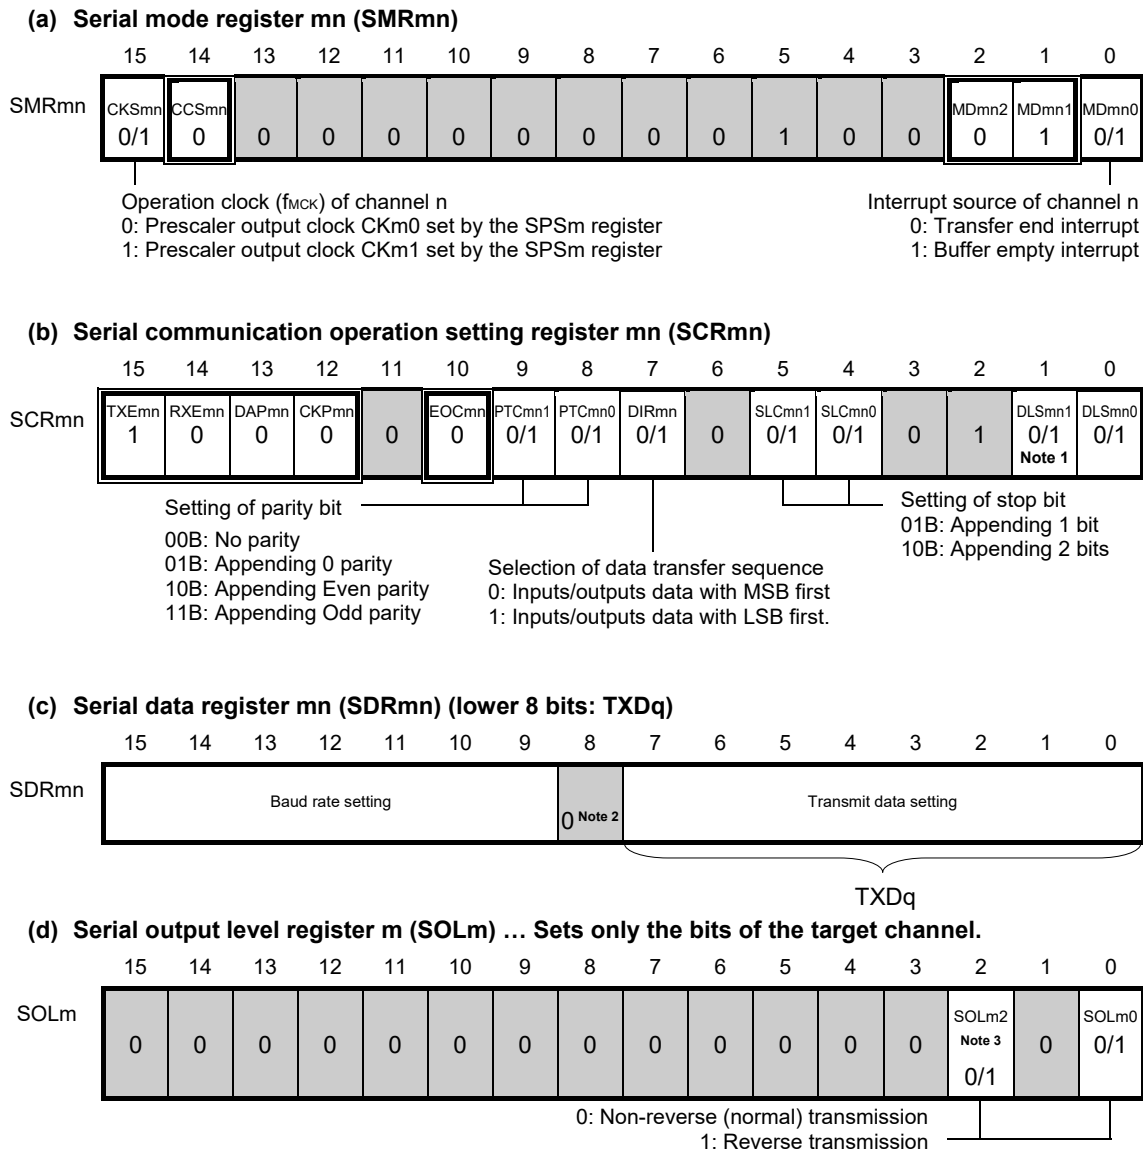 (a) Serial mode register mn (SMRmn)
15 14 13 12 11 10 9 8 7 6 5 4 3 2 1 0
SMRmn
CKSmn CCSmn MDmn2 MDmn1 MDmn0
0/1 0 0 0 0 0 0 0 0 0 1 0 0 0 1 0/1
Operation clock (fMCK) of channel n
0: Prescaler output clock CKm0 set by the SPSm register
1: Prescaler output clock CKm1 set by the SPSm register
Interrupt source of channel n
0: Transfer end interrupt
1: Buffer empty interrupt
(b) Serial communication operation setting register mn (SCRmn)
15 14 13 12 11 10 9 8 7 6 5 4 3 2 1 0
SCRmn
TXEmn RXEmn DAPmn CKPmn EOCmn PTCmn1 PTCmn0 DIRmn SLCmn1 SLCmn0 DLSmn1 DLSmn0
1 0 0 0 0 0 0/1 0/1 0/1 0 0/1 0/1 0 1 0/1 0/1
Note 1
Setting of parity bit
00B: No parity
01B: Appending 0 parity
10B: Appending Even parity
11B: Appending Odd parity
Selection of data transfer sequence
0: Inputs/outputs data with MSB first
1: Inputs/outputs data with LSB first.
Setting of stop bit
01B: Appending 1 bit
10B: Appending 2 bits
(c) Serial data register mn (SDRmn) (lower 8 bits: TXDq)
15 14 13 12 11 10 9 8 7 6 5 4 3 2 1 0
SDRmn
Baud rate setting
0 Note 2
Transmit data setting
TXDq
(d) Serial output level register m (SOLm) … Sets only the bits of the target channel.
15 14 13 12 11 10 9 8 7 6 5 4 3 2 1 0
SOLm
SOLm2 SOLm0
Note 3
0 0 0 0 0 0 0 0 0 0 0 0 0 0/1 0 0/1
0: Non-reverse (normal) transmission
1: Reverse transmission